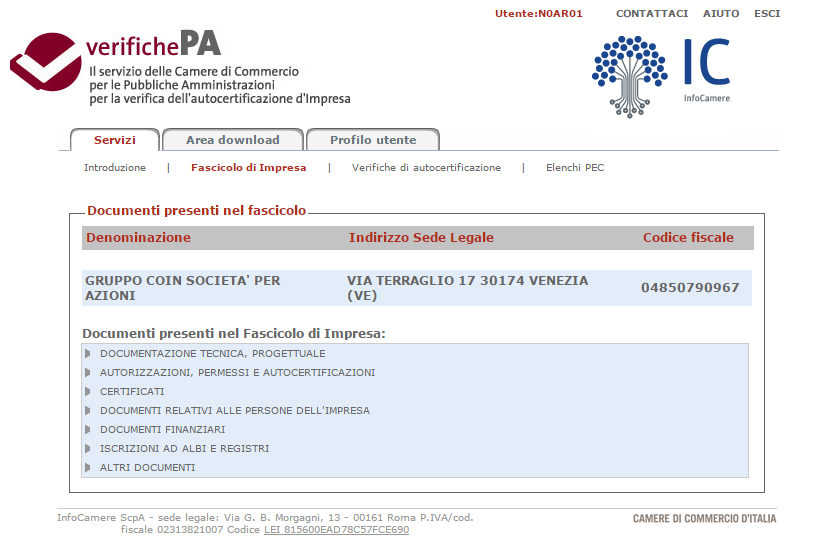 Utente:N0AR01 CONTATTACI AIUTO ESCI
verifichePA
Il servizio delle Camere di Commercio
per le Pubbliche Amministrazioni
per la verifica dell'autocertificazione d'Impresa
IC
InfoCamere
Servizi Area download Profilo utente
Introduzione | Fascicolo di Impresa | Verifiche di autocertificazione | Elenchi PEC
Documenti presenti nel fascicolo
Denominazione Indirizzo Sede Legale Codice fiscale
GRUPPO COIN SOCIETA' PER AZIONI VIA TERRAGLIO 17 30174 VENEZIA (VE) 04850790967
Documenti presenti nel Fascicolo di Impresa:
DOCUMENTAZIONE TECNICA, PROGETTUALE
AUTORIZZAZIONI, PERMESSI E AUTOCERTIFICAZIONI
CERTIFICATI
DOCUMENTI RELATIVI ALLE PERSONE DELL'IMPRESA
DOCUMENTI FINANZIARI
ISCRIZIONI AD ALBI E REGISTRI
ALTRI DOCUMENTI
InfoCamere ScpA - sede legale: Via G. B. Morgagni, 13 - 00161 Roma P.IVA/cod.
fiscale 02313821007 Codice LEI 815600EAD78C57FCE690
CAMERE DI COMMERCIO D'ITALIA